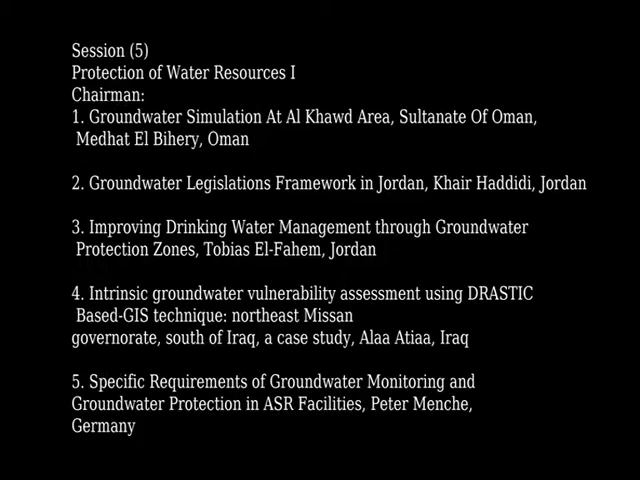 Session (5)
Protection of Water Resources I
Chairman:
1. Groundwater Simulation At Al Khawd Area, Sultanate Of Oman,
Medhat El Bihery, Oman
2. Groundwater Legislations Framework in Jordan, Khair Haddidi, Jordan
3. Improving Drinking Water Management through Groundwater
Protection Zones, Tobias El-Fahem, Jordan
4. Intrinsic groundwater vulnerability assessment using DRASTIC
Based-GIS technique: northeast Missan
governorate, south of Iraq, a case study, Alaa Atiaa, Iraq
5. Specific Requirements of Groundwater Monitoring and
Groundwater Protection in ASR Facilities, Peter Menche,
Germany